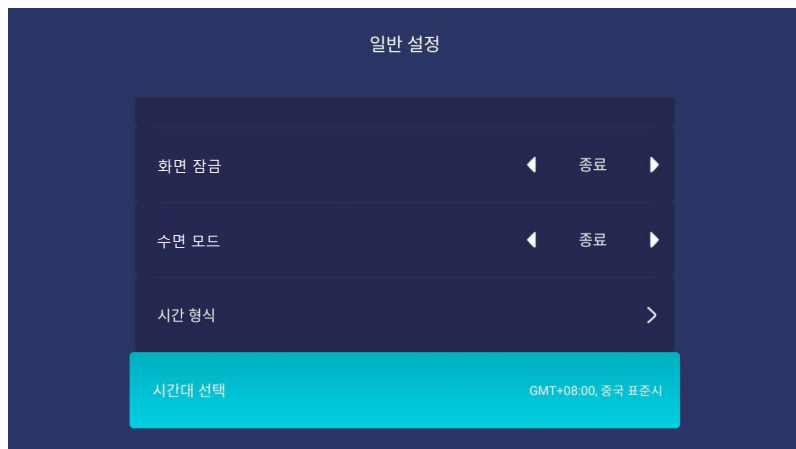 일반 설정
화면 잠금 종료
수면 모드 종료
시간 형식
시간대 선택 GMT+08:00, 중국 표준시